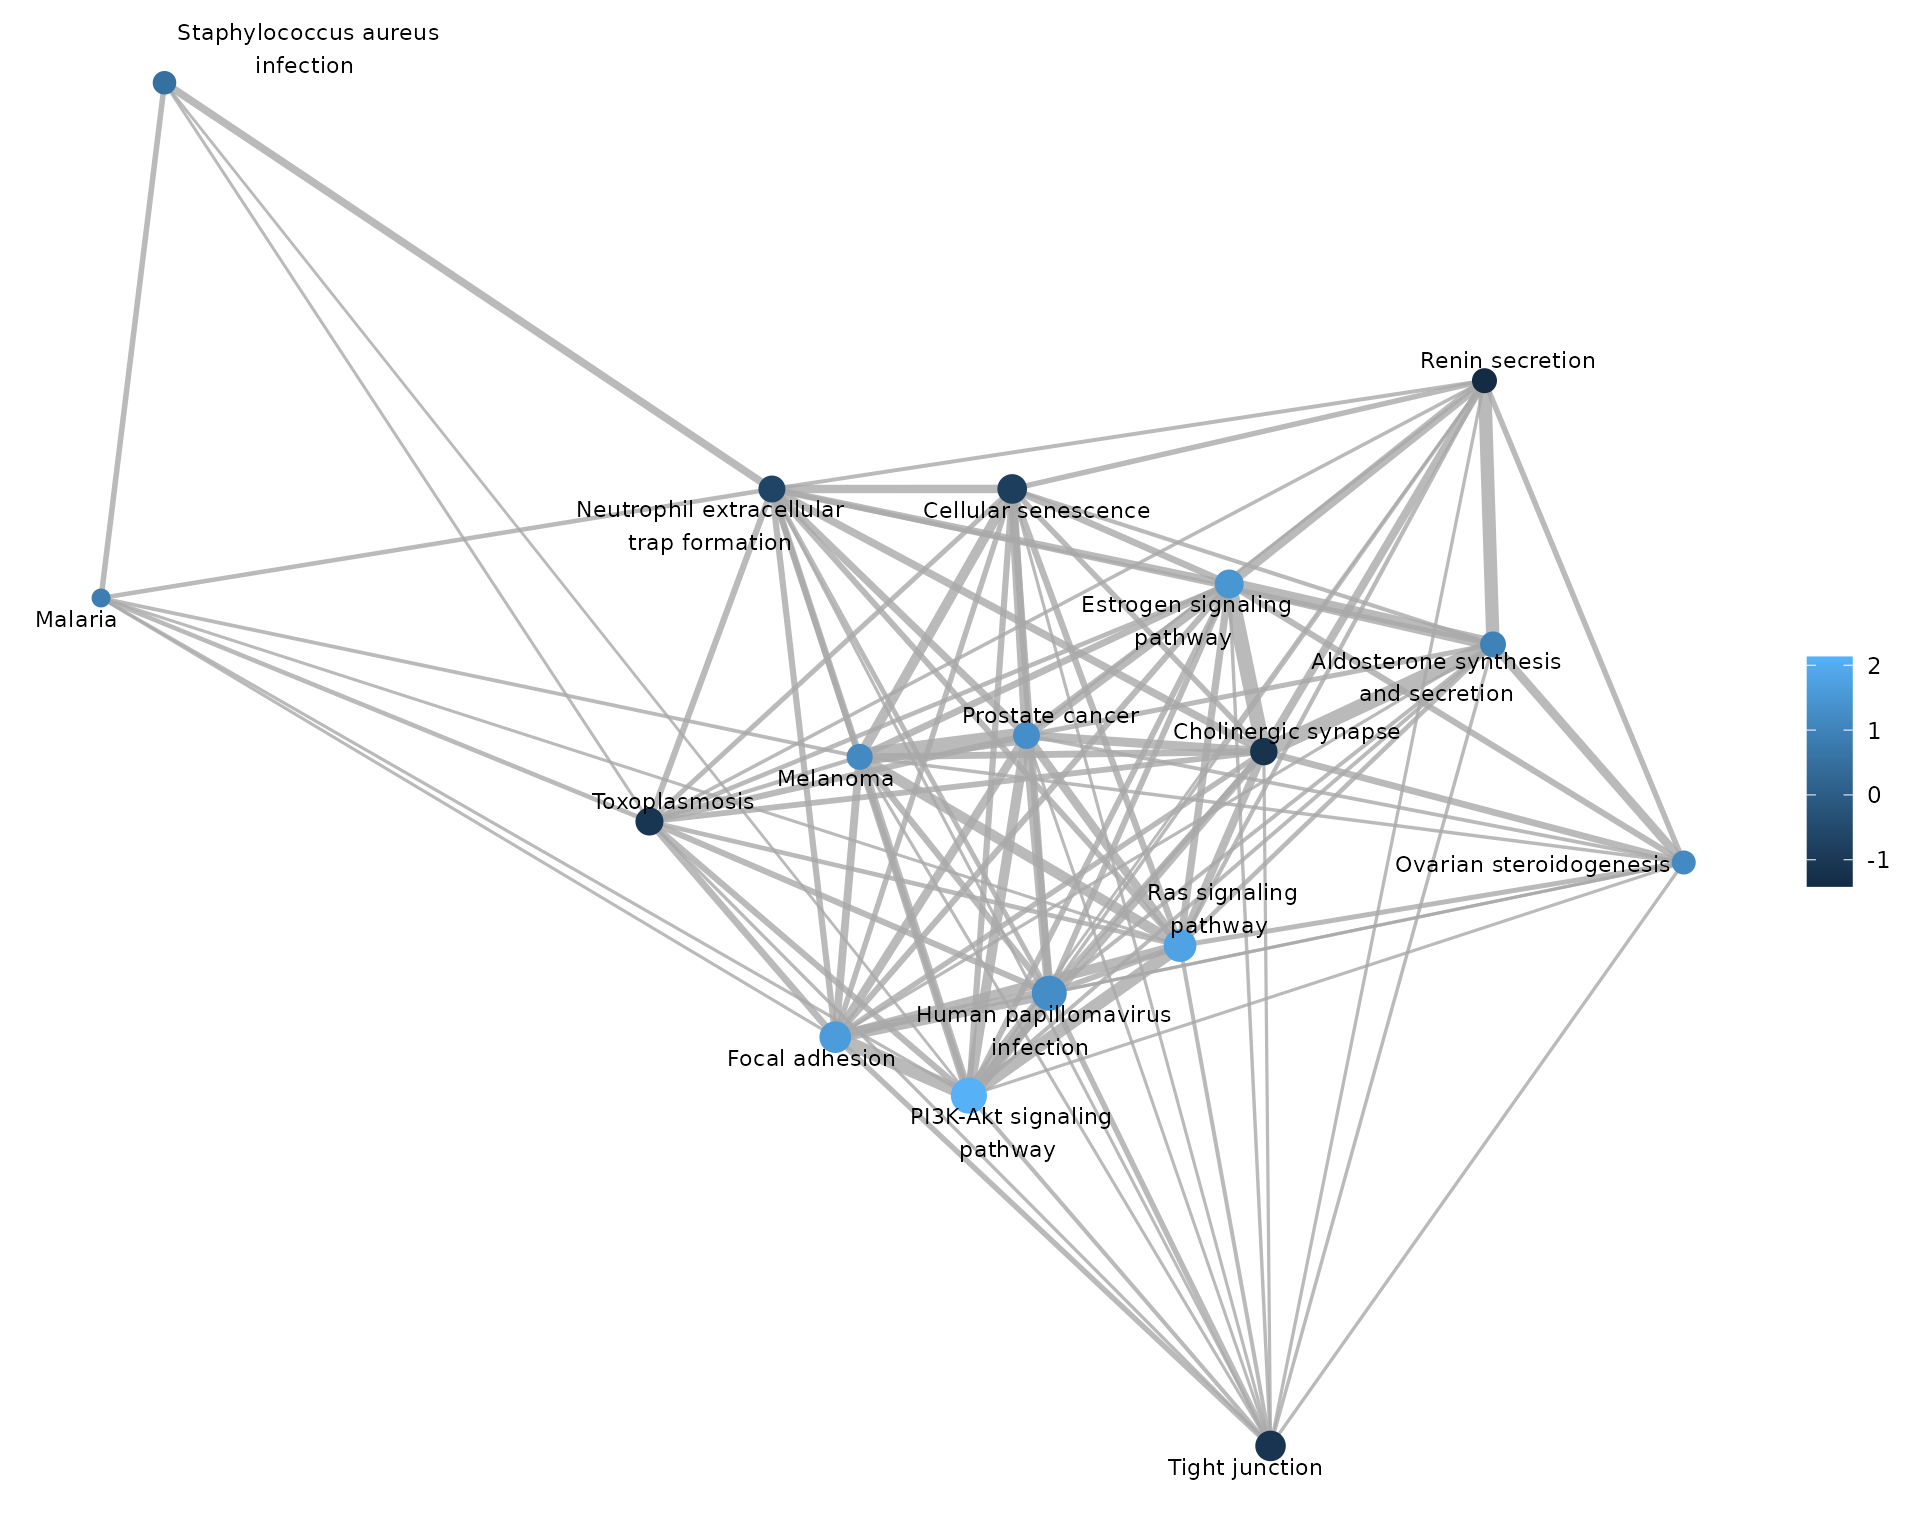 Staphylococcus aureus
infection
Renin secretion
Neutrophil extracellular
trap formation
Cellular senescence
Malaria
Estrogen signaling
pathway
Aldosterone synthesis
and secretion
2
Prostate cancer
Cholinergic synapse
1
Melanoma
Toxoplasmosis
0
Ovarian steroidogenesis
-1
Ras signaling
pathway
Human papillomavirus
infection
Focal adhesion
PI3K-Akt signaling
pathway
Tight junction